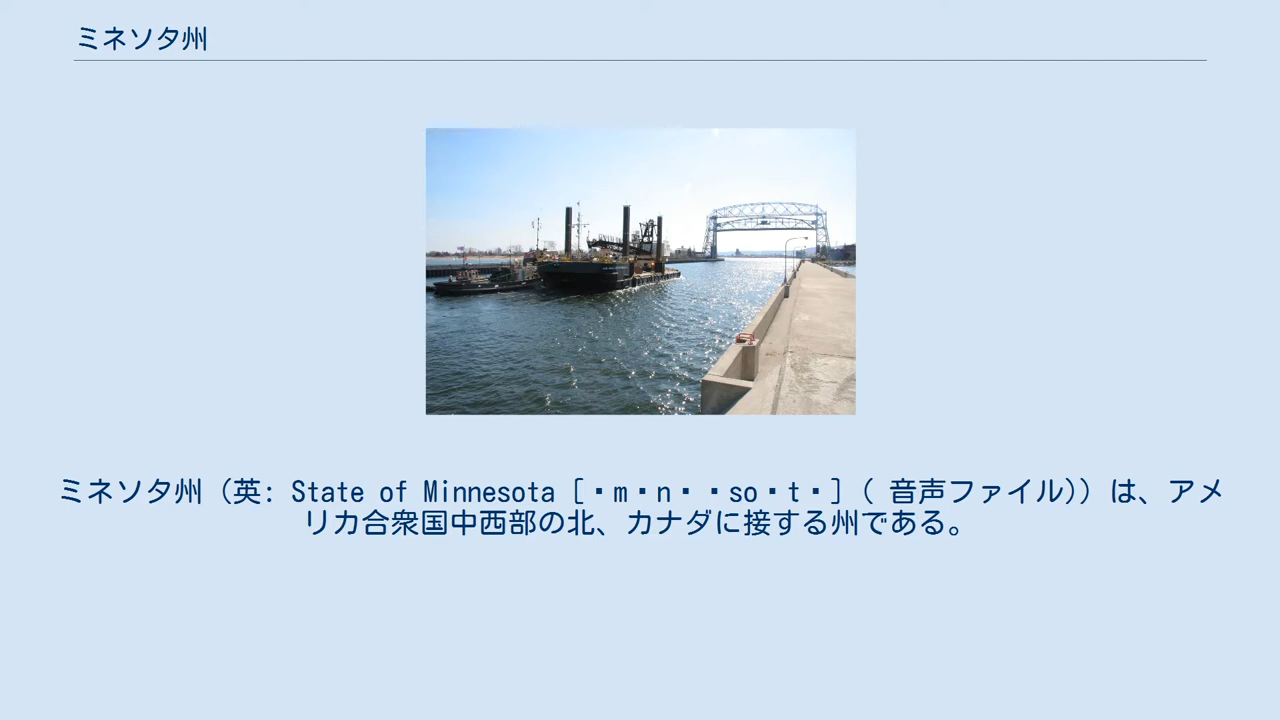 ミネソタ州
ミネソタ州（英: State of Minnesota [▪m▪n▪▪so▪t▪]（ 音声ファイル)）は、アメ
リカ合衆国中西部の北、カナダに接する州である。